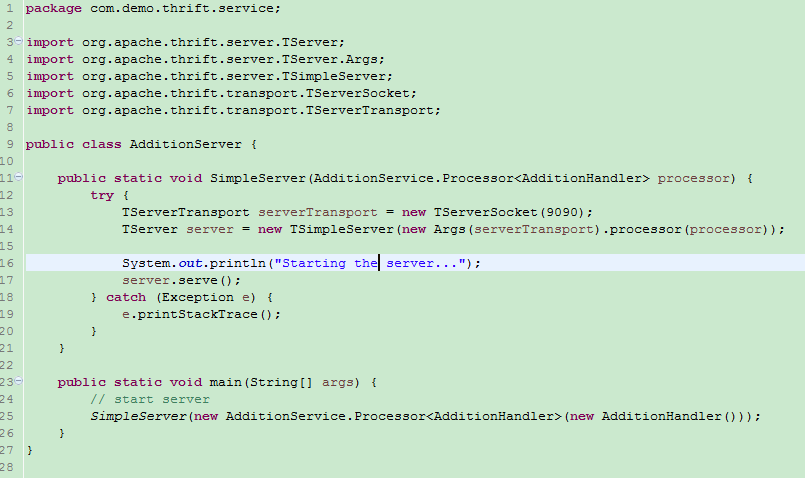 1 package com.demo.thrift.service;
2
3 import org.apache.thrift.server.TServer;
4 import org.apache.thrift.server.TServer.Args;
5 import org.apache.thrift.server.TSimpleServer;
6 import org.apache.thrift.transport.TServerSocket;
7 import org.apache.thrift.transport.TServerTransport;
8
9 public class AdditionServer {
10
11     public static void SimpleServer(AdditionService.Processor<AdditionHandler> processor) {
12         try {
13             TServerTransport serverTransport = new TServerSocket(9090);
14             TServer server = new TSimpleServer(new Args(serverTransport).processor(processor));
15
16             System.out.println("Starting the server...");
17             server.serve();
18         } catch (Exception e) {
19             e.printStackTrace();
20         }
21     }
22
23     public static void main(String[] args) {
24         // start server
25         SimpleServer(new AdditionService.Processor<AdditionHandler>(new AdditionHandler()));
26     }
27 }
28